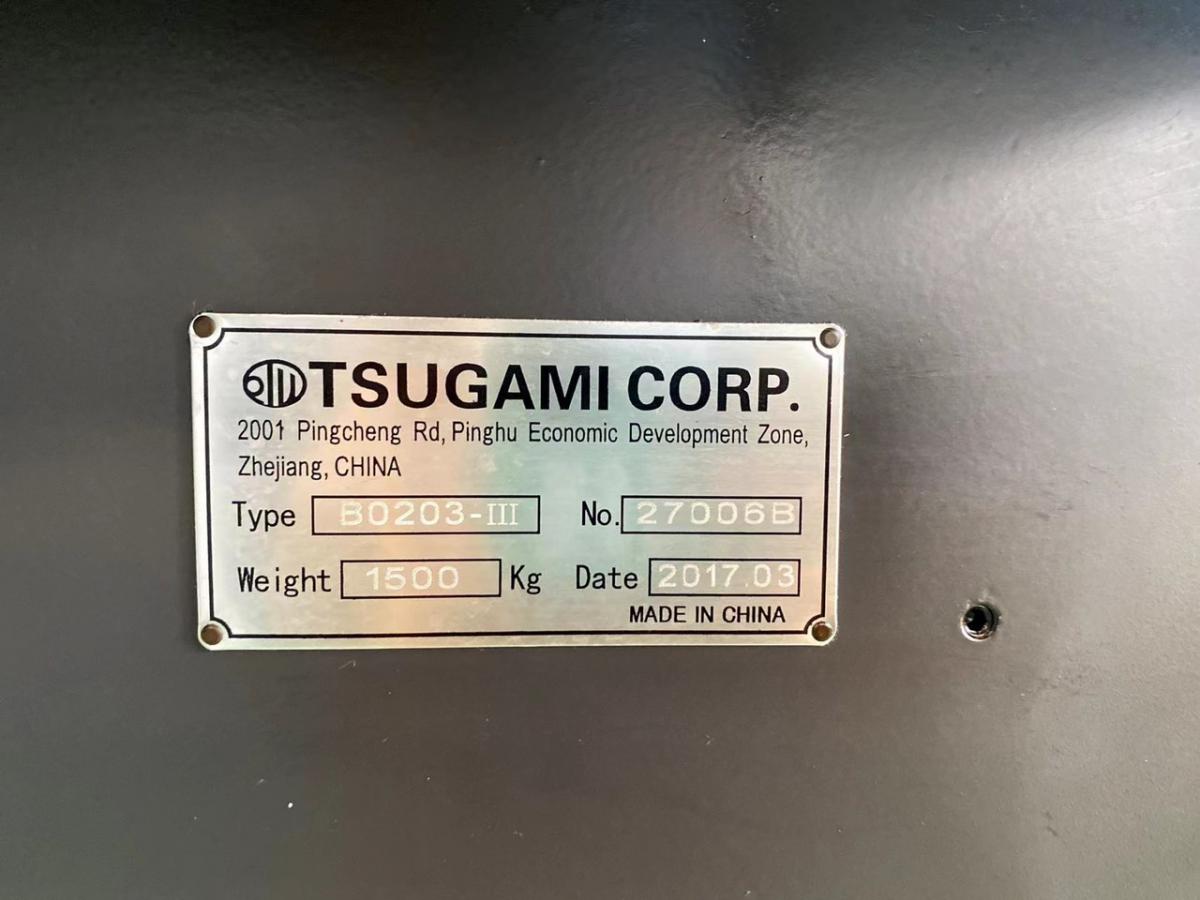 TSUGAMI CORP.
2001 Pingcheng Rd, Pinghu Economic Development Zone,
Zhejiang, CHINA
Type B0203-III No. 27006B
Weight 1500 Kg Date 2017.03
MADE IN CHINA